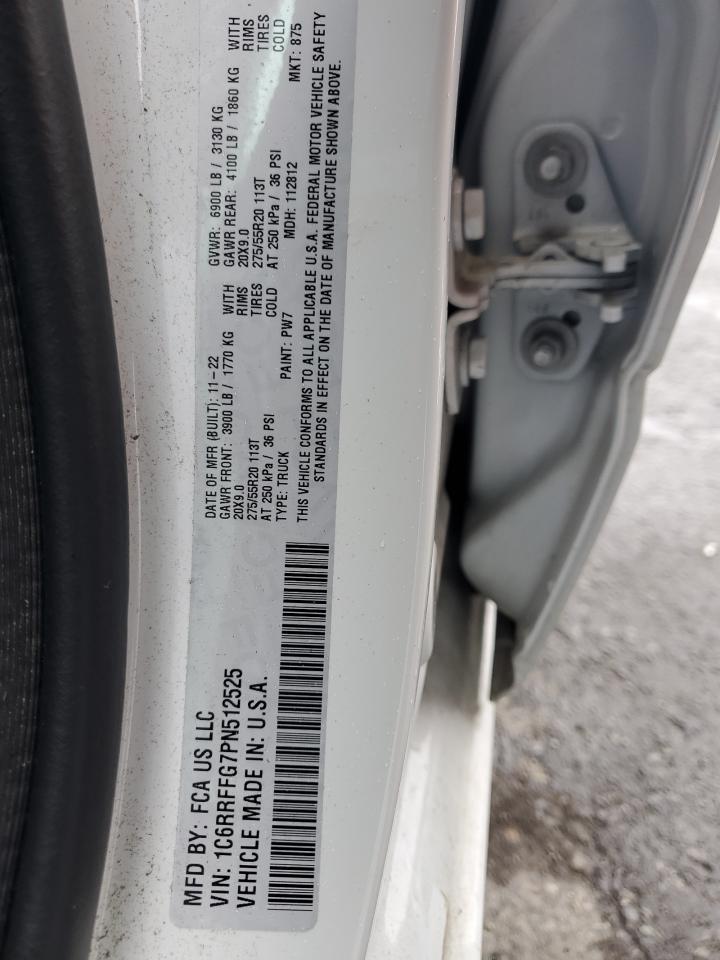 MFD BY: FCA US LLC
VIN: 1C6RRFFG7PN512525
VEHICLE MADE IN: U.S.A.
DATE OF MFR (BUILT): 11-22
GAWR FRONT: 3900 LB / 1770 KG WITH
20X9.0 RIMS
275/55R20 113T TIRES
AT 250 kPa / 36 PSI COLD
TYPE: TRUCK PAINT: PW7
GVWR: 6900 LB / 3130 KG
GAWR REAR: 4100 LB / 1860 KG WITH
20X9.0 RIMS
275/55R20 113T TIRES
AT 250 kPa / 36 PSI COLD
MDH: 112812 MKT: 875
THIS VEHICLE CONFORMS TO ALL APPLICABLE U.S.A. FEDERAL MOTOR VEHICLE SAFETY
STANDARDS IN EFFECT ON THE DATE OF MANUFACTURE SHOWN ABOVE.